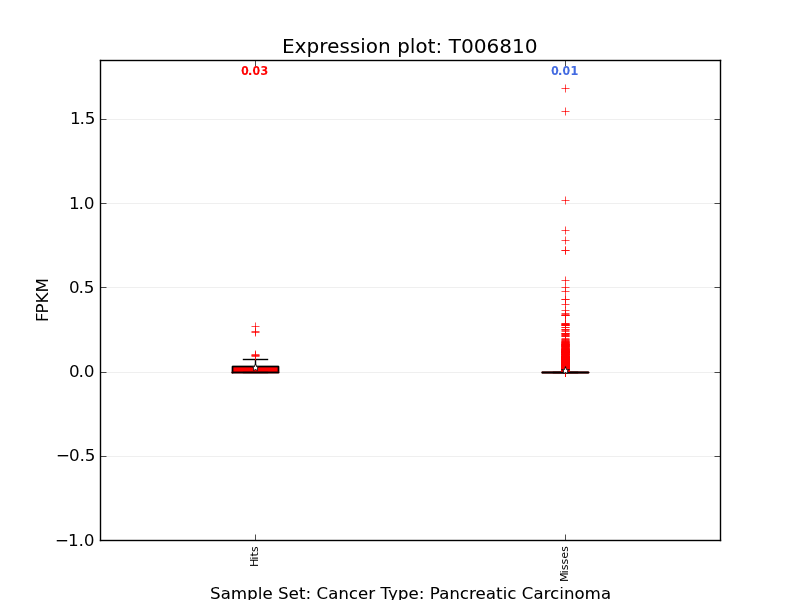 Expression plot: T006810
0.03
0.01
1.5
1.0
0.5
0.0
−0.5
−1.0
FPKM
Hits
Misses
Sample Set: Cancer Type: Pancreatic Carcinoma